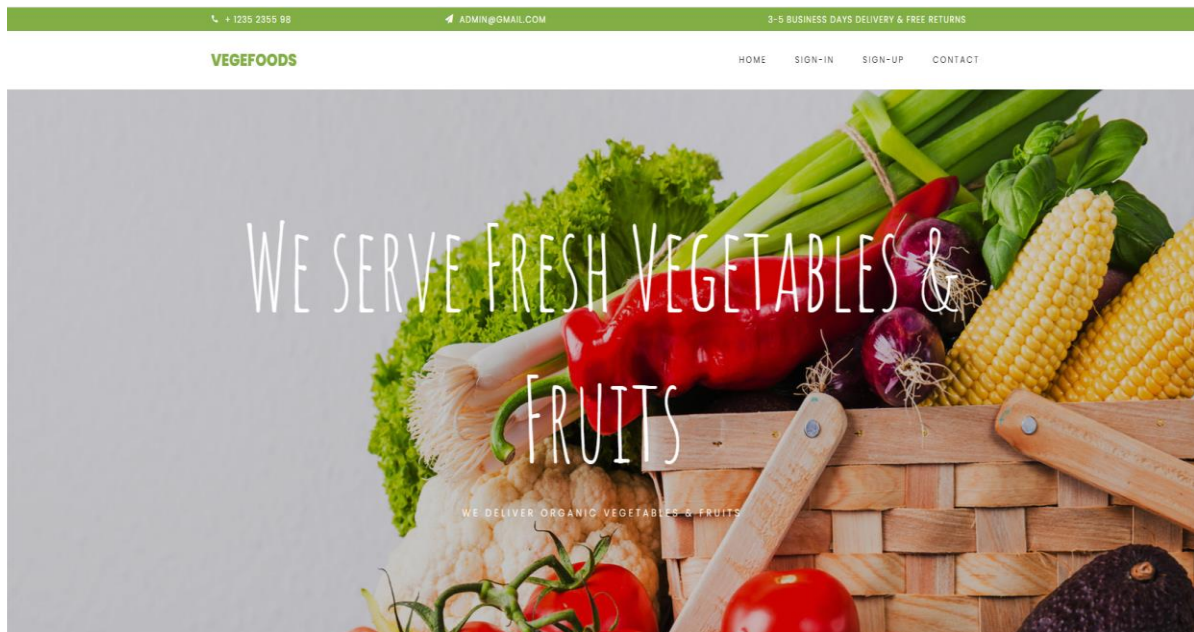 + 1235 2355 98 ADMIN@GMAIL.COM 3-5 BUSINESS DAYS DELIVERY & FREE RETURNS
VEGEFOODS HOME SIGN-IN SIGN-UP CONTACT
WE SERVE FRESH VEGETABLES &
FRUITS
WE DELIVER ORGANIC VEGETABLES & FRUITS